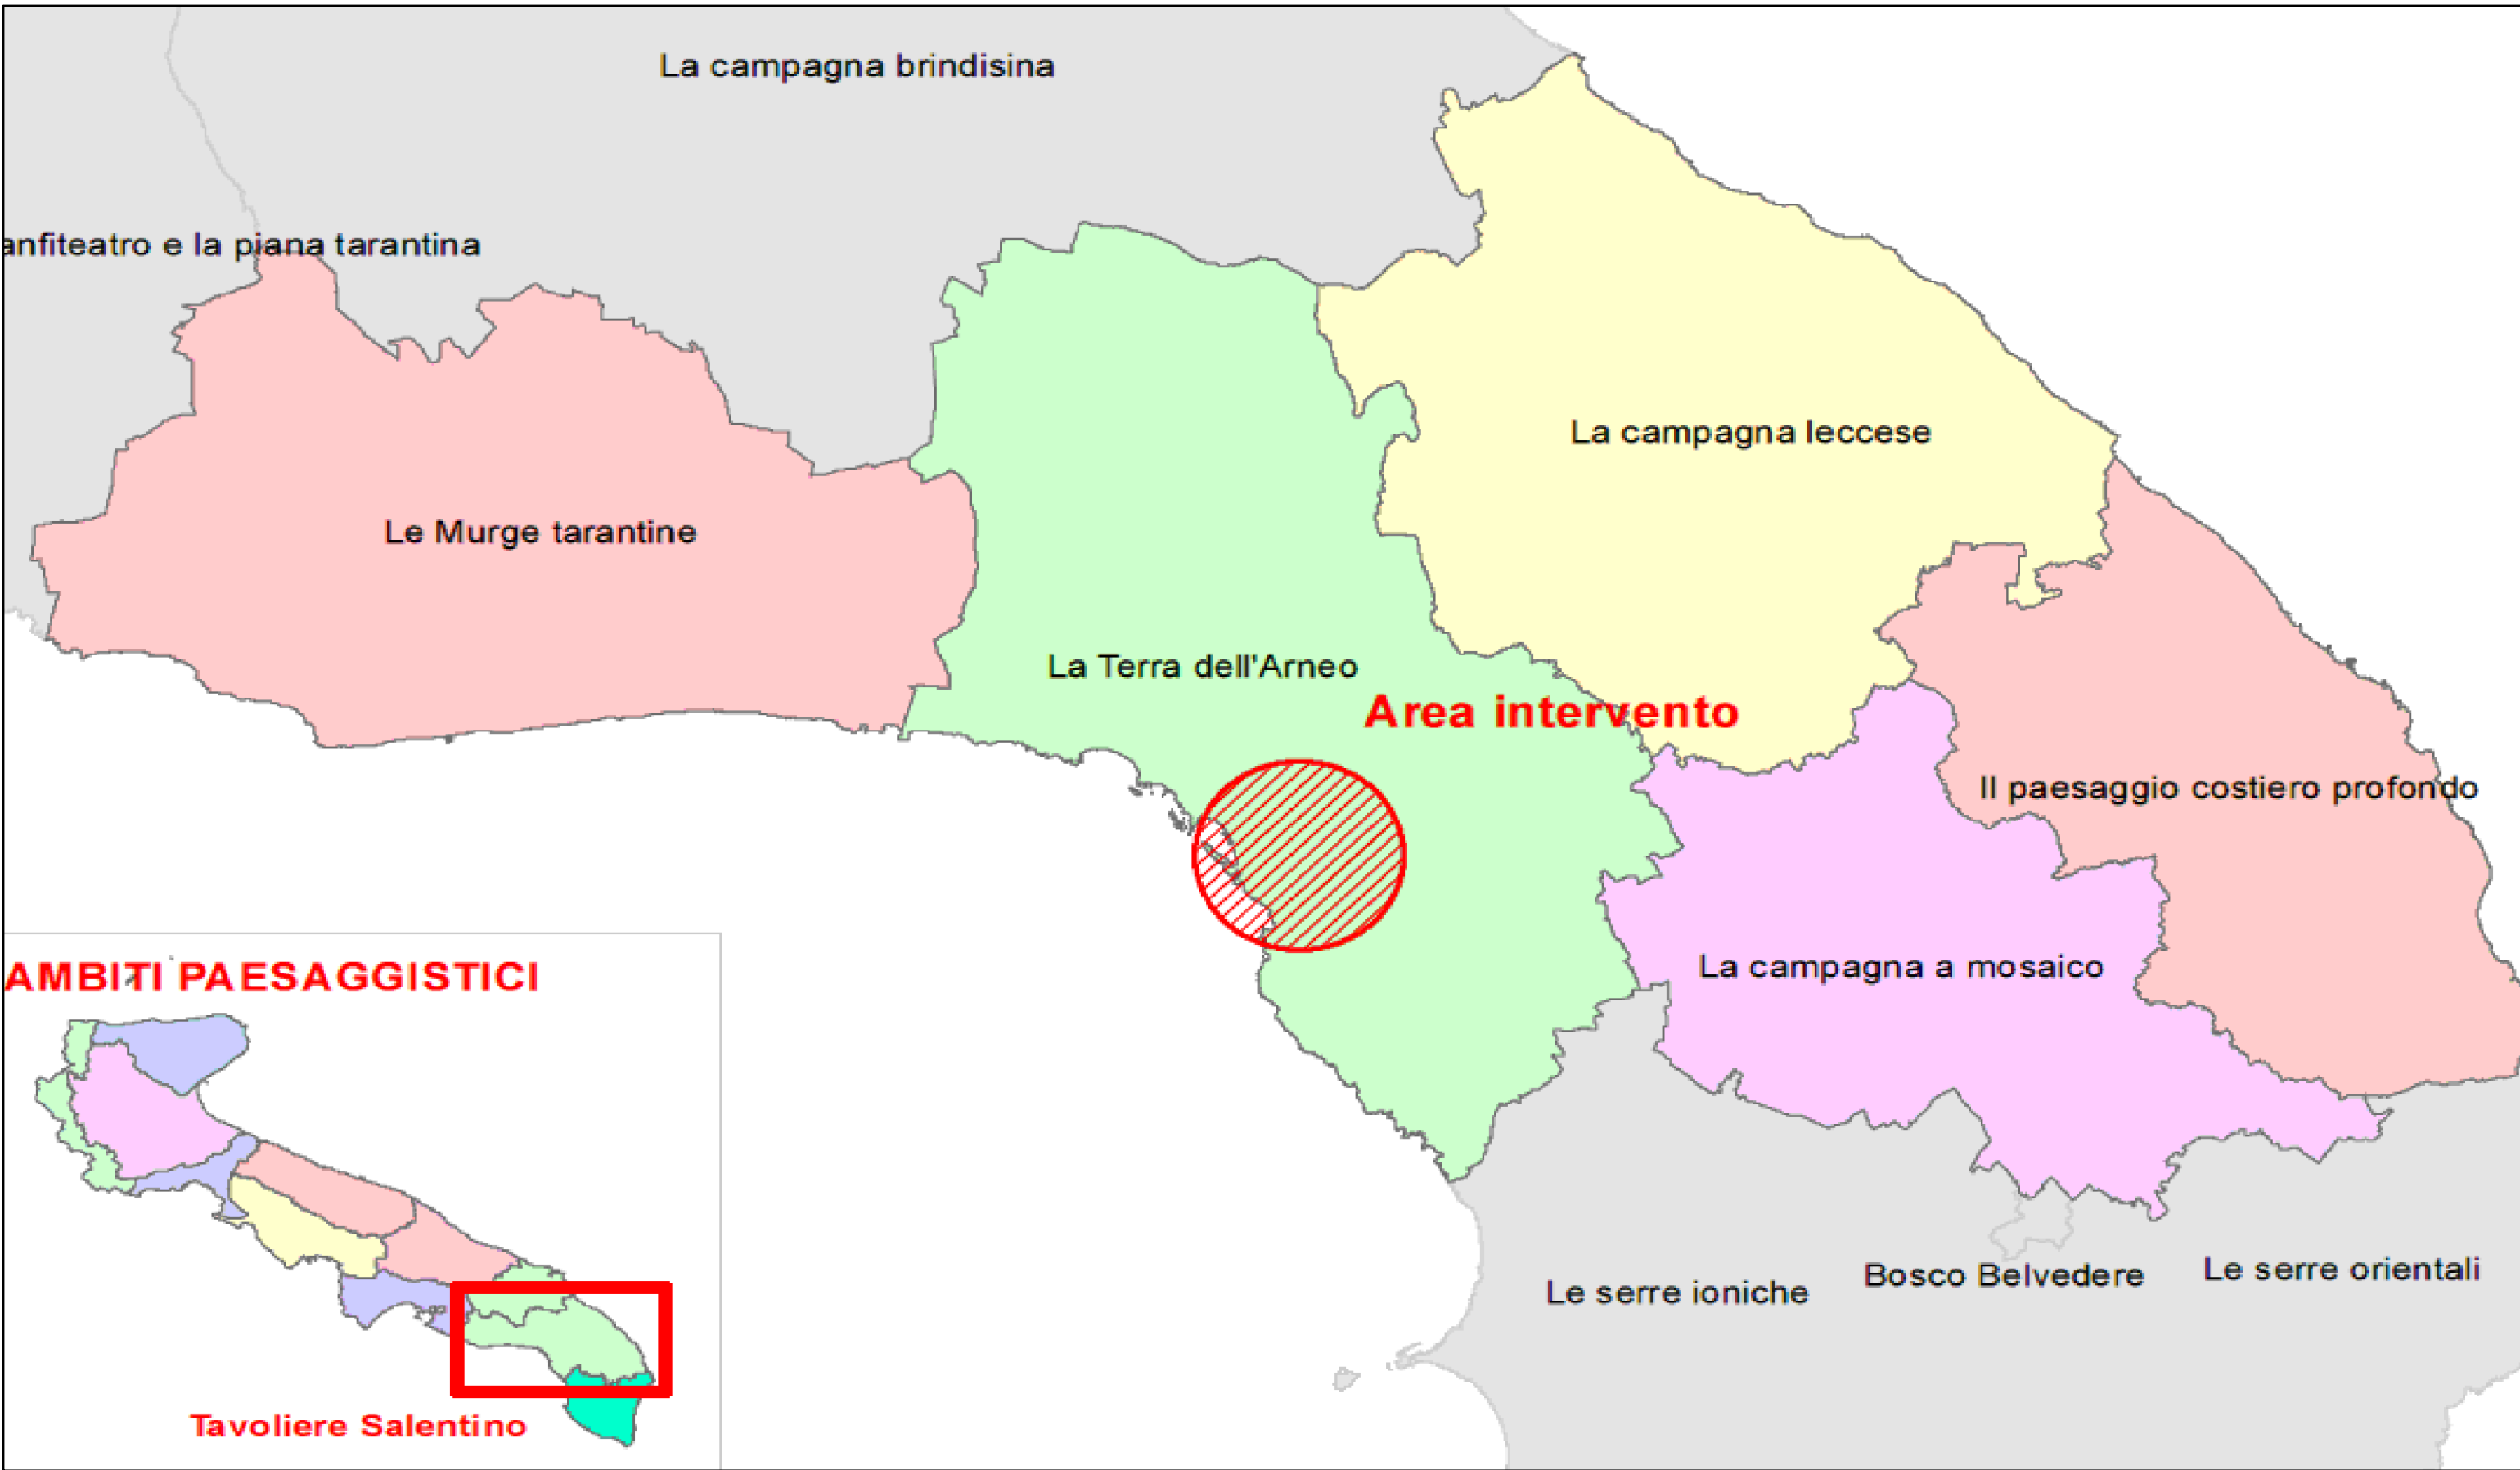 La campagna brindisina
anfiteatro e la piana tarantina
La campagna leccese
Le Murge tarantine
La Terra dell'Arneo
Area intervento
Il paesaggio costiero profondo
La campagna a mosaico
AMBITI PAESAGGISTICI
Le serre ioniche
Bosco Belvedere
Le serre orientali
Tavoliere Salentino